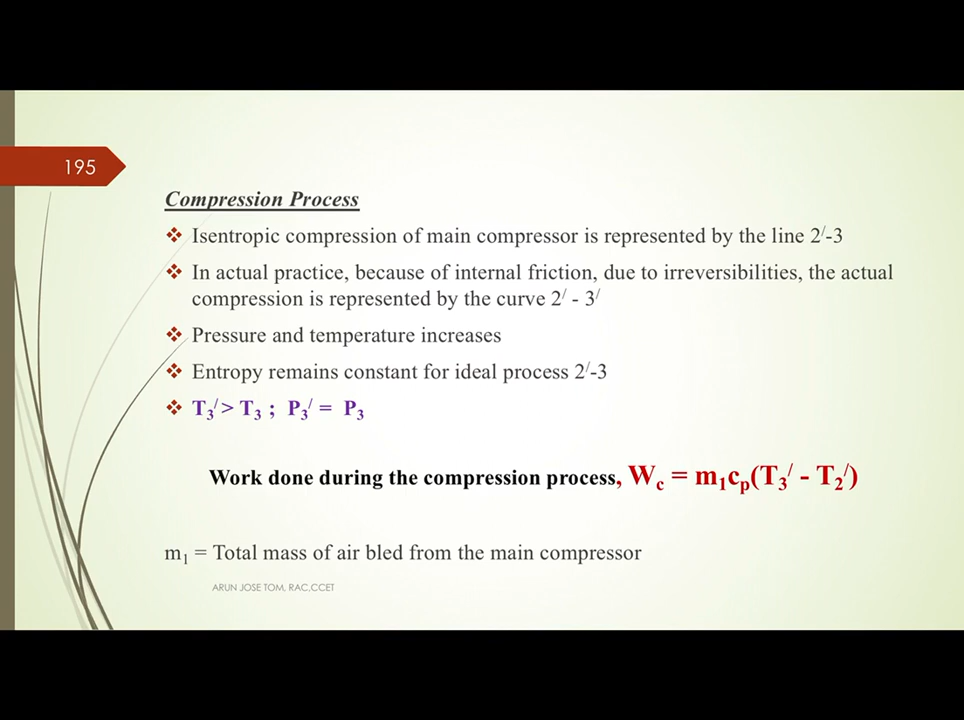 195
Compression Process
❖ Isentropic compression of main compressor is represented by the line 2/-3
❖ In actual practice, because of internal friction, due to irreversibilities, the actual
compression is represented by the curve 2/ - 3/
❖ Pressure and temperature increases
❖ Entropy remains constant for ideal process 2/-3
❖ T3/> T3 ; P3/ = P3
Work done during the compression process, Wc = m1cp(T3/ - T2/)
m1 = Total mass of air bled from the main compressor
ARUN JOSE TOM, RAC,CCET